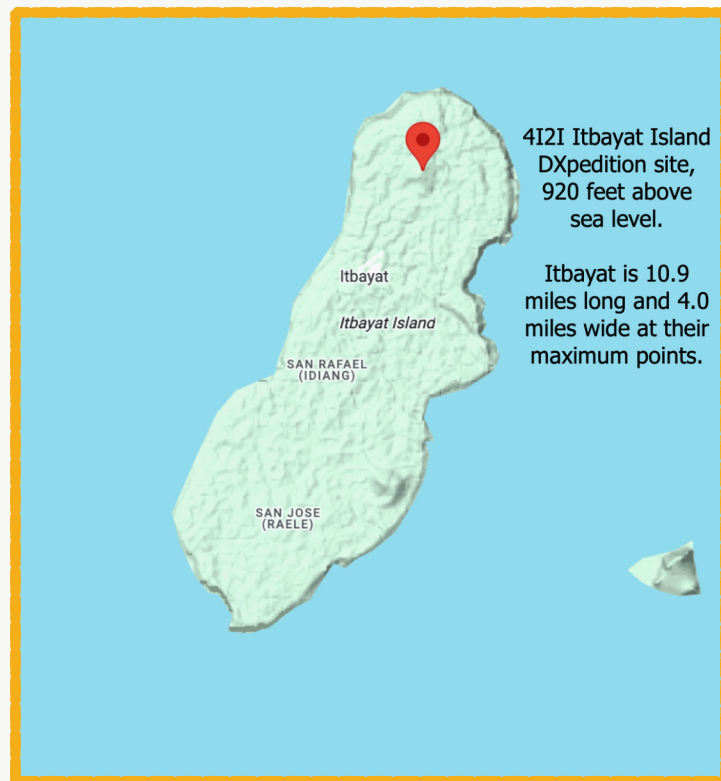 4I2I Itbayat Island
DXpedition site,
920 feet above
sea level.
Itbayat is 10.9
miles long and 4.0
miles wide at their
maximum points.
Itbayat
Itbayat Island
SAN RAFAEL
(IDIANG)
SAN JOSE
(RAELE)